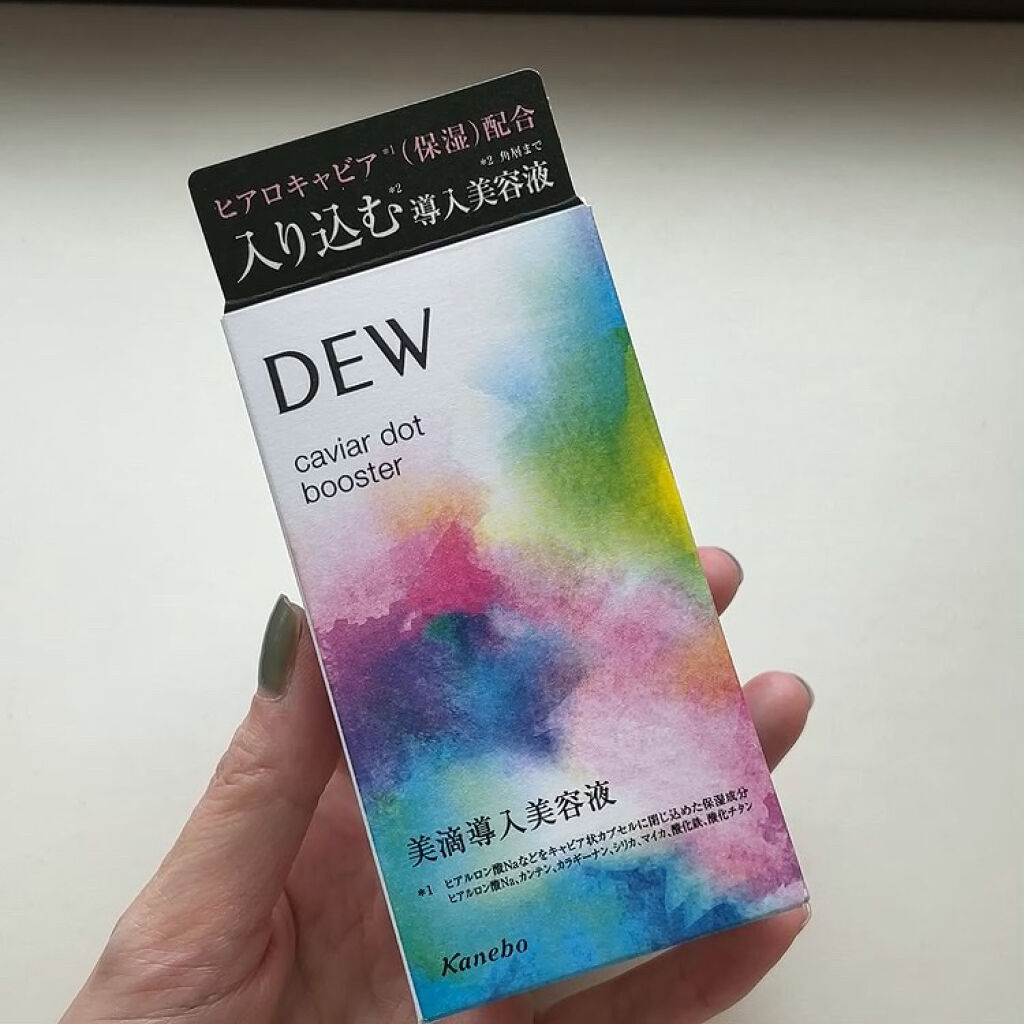 ヒアロキャビア*1(保湿)配合
*2 角層まで
入り込む*2 導入美容液
DEW
caviar dot
booster
美滴導入美容液
*1 ヒアルロン酸Naなどをキャビア状カプセルに閉じ込めた保湿成分
ヒアルロン酸Na、カンテン、カラギーナン、シリカ、マイカ、酸化鉄、酸化チタン
Kanebo